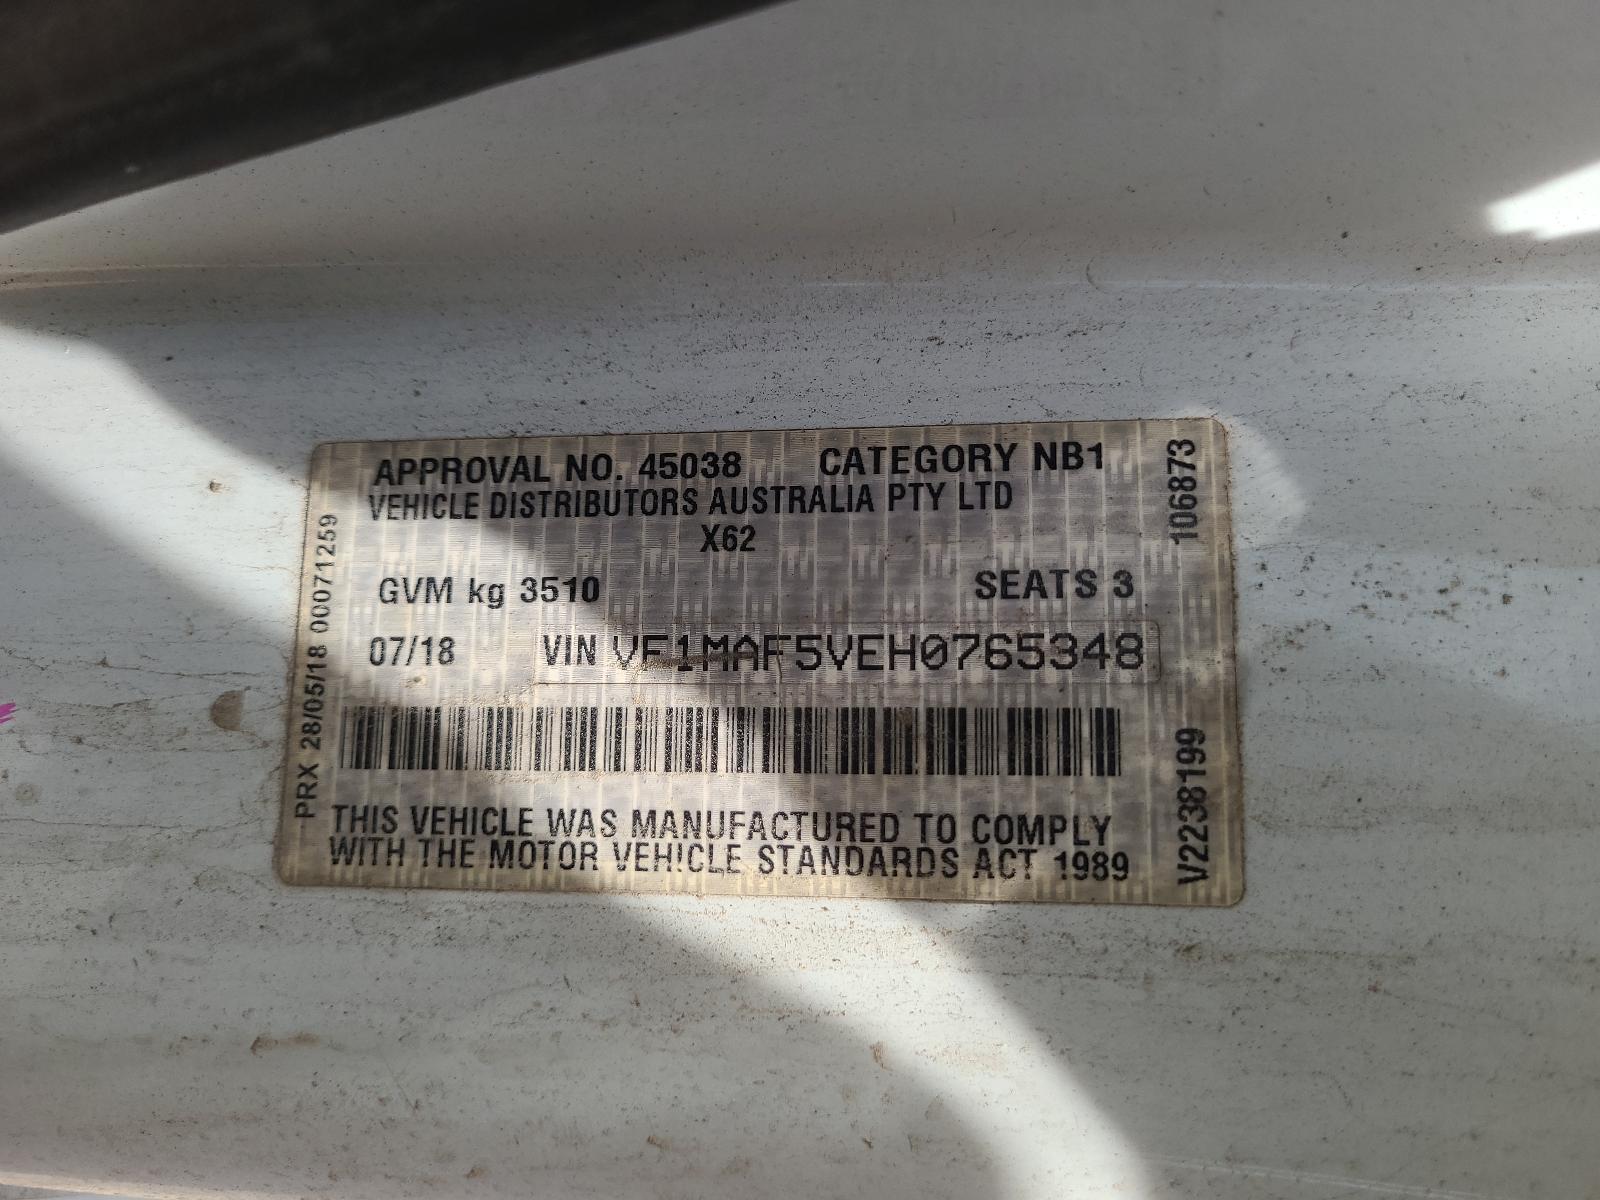 APPROVAL NO. 45038 CATEGORY NB1
VEHICLE DISTRIBUTORS AUSTRALIA PTY LTD
X62
GVM kg 3510 SEATS 3
07/18 VIN VF1MAF5VEH0765348
THIS VEHICLE WAS MANUFACTURED TO COMPLY
WITH THE MOTOR VEHICLE STANDARDS ACT 1989
PRX 28/05/18 00071259
106873
V2238199